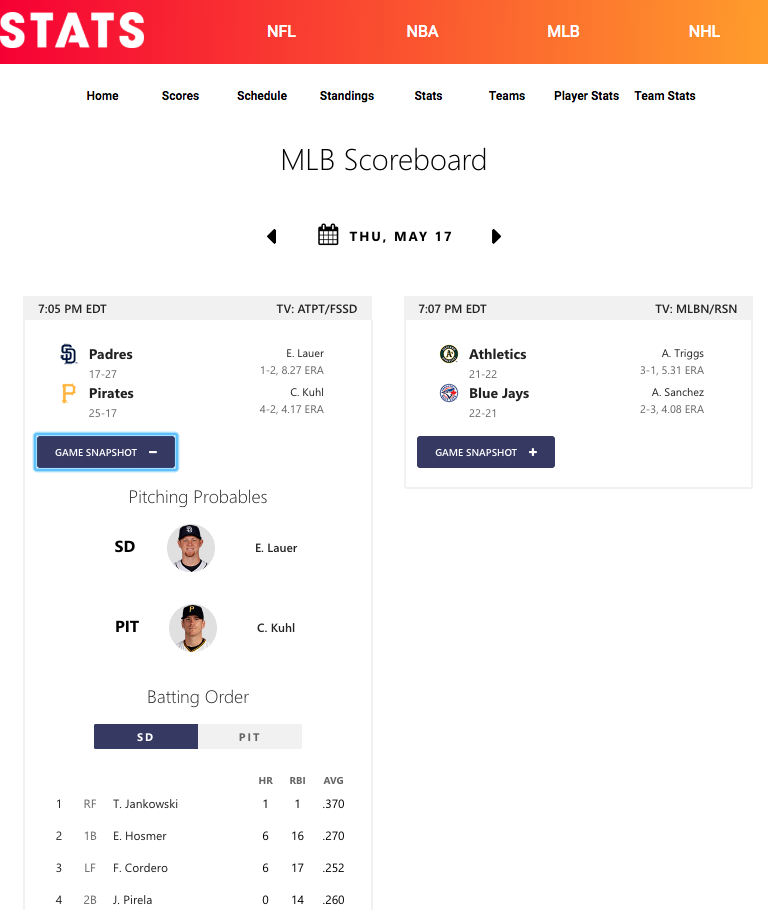 STATS NFL NBA MLB NHL
Home Scores Schedule Standings Stats Teams Player Stats Team Stats
MLB Scoreboard
THU, MAY 17
7:05 PM EDT TV: ATPT/FSSD
Padres E. Lauer
17-27 1-2, 8.27 ERA
Pirates C. Kuhl
25-17 4-2, 4.17 ERA
GAME SNAPSHOT −
Pitching Probables
SD E. Lauer
PIT C. Kuhl
Batting Order
SD PIT
HR RBI AVG
1 RF T. Jankowski 1 1 .370
2 1B E. Hosmer 6 16 .270
3 LF F. Cordero 6 17 .252
4 2B J. Pirela 0 14 .260
7:07 PM EDT TV: MLBN/RSN
Athletics A. Triggs
21-22 3-1, 5.31 ERA
Blue Jays A. Sanchez
22-21 2-3, 4.08 ERA
GAME SNAPSHOT +